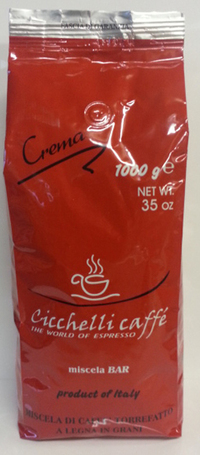 Crema
1000 g e
NET WT.
35 oz
Cicchelli caffé
THE WORLD OF ESPRESSO
miscela BAR
product of Italy
MISCELA DI CAFFÈ TORREFATTO
A LEGNA IN GRANI